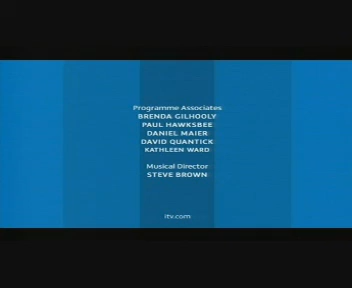 Programme Associates
BRENDA GILHOOLY
PAUL HAWKSBEE
DANIEL MAIER
DAVID QUANTICK
KATHLEEN WARD
Musical Director
STEVE BROWN
itv.com